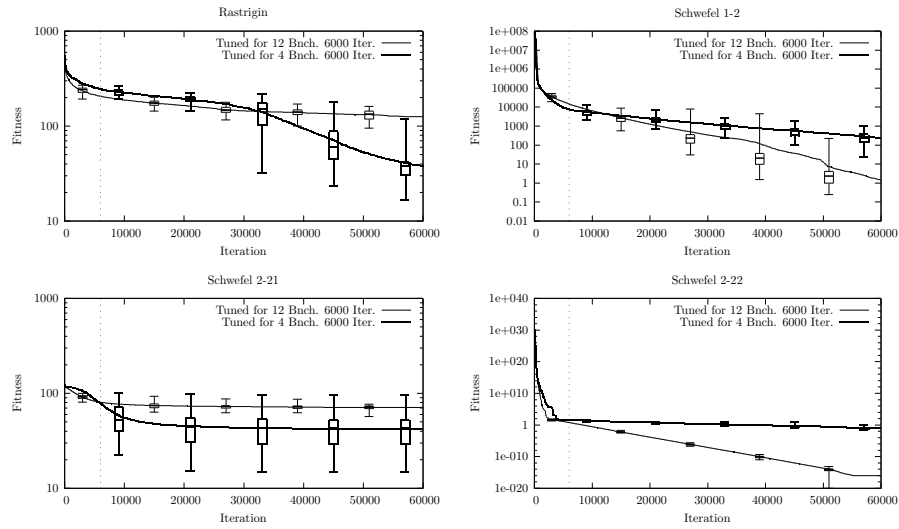 Rastrigin
1000
100
10
Fitness
Tuned for 12 Bnch. 6000 Iter.
Tuned for 4 Bnch. 6000 Iter.
0 10000 20000 30000 40000 50000 60000
Iteration
Schwefel 1-2
1e+008
1e+006
10000
1000
100
10
1
0.1
0.01
Fitness
Tuned for 12 Bnch. 6000 Iter.
Tuned for 4 Bnch. 6000 Iter.
0 10000 20000 30000 40000 50000 60000
Iteration
Schwefel 2-21
1000
100
10
Fitness
Tuned for 12 Bnch. 6000 Iter.
Tuned for 4 Bnch. 6000 Iter.
0 10000 20000 30000 40000 50000 60000
Iteration
Schwefel 2-22
1e+040
1e+030
1e+020
1e+010
1
1e-010
1e-020
Fitness
Tuned for 12 Bnch. 6000 Iter.
Tuned for 4 Bnch. 6000 Iter.
0 10000 20000 30000 40000 50000 60000
Iteration